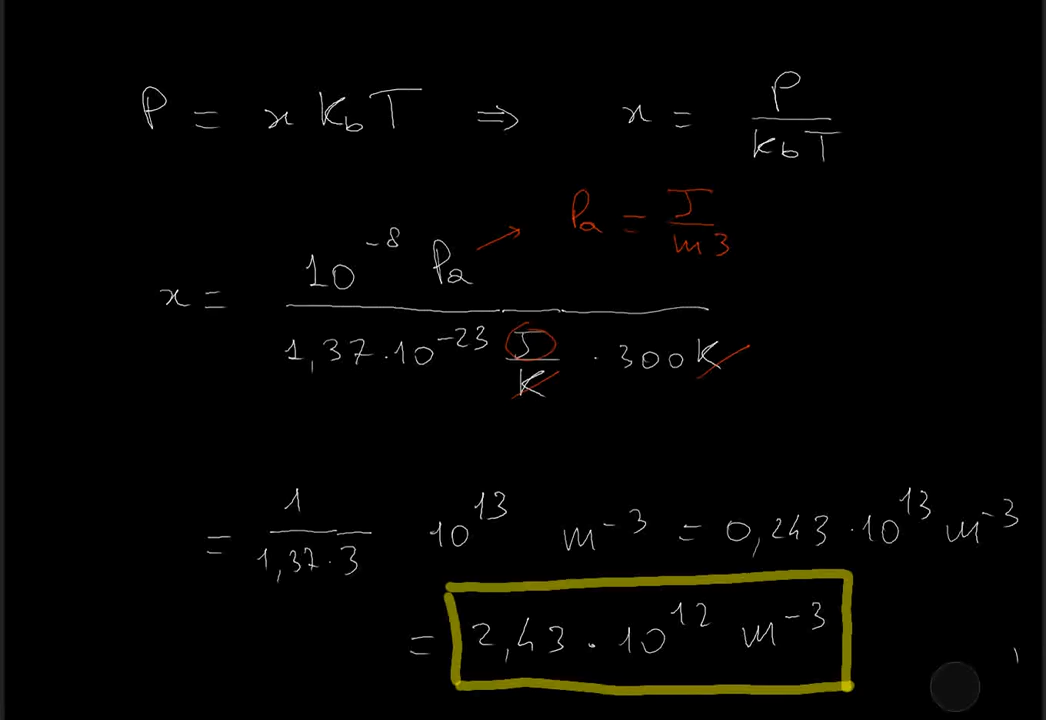 P = x K_b T ⇒ x = P / (K_b T)
Pa = J / m3
x = 10^-8 Pa / (1,37 . 10^-23 J/K . 300 K)
= 1 / (1,37 . 3) 10^13 m^-3 = 0,243 . 10^13 m^-3
= 2,43 . 10^12 m^-3